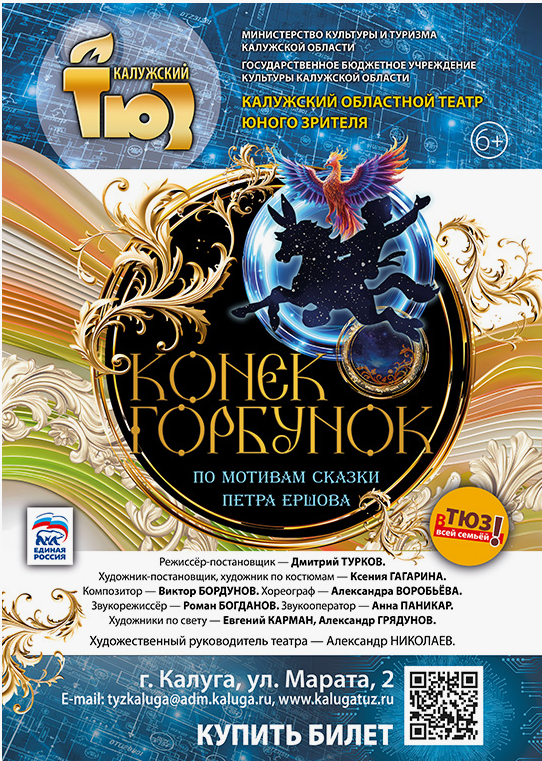 КАЛУЖСКИЙ
ТЮЗ
МИНИСТЕРСТВО КУЛЬТУРЫ И ТУРИЗМА
КАЛУЖСКОЙ ОБЛАСТИ
ГОСУДАРСТВЕННОЕ БЮДЖЕТНОЕ УЧРЕЖДЕНИЕ
КУЛЬТУРЫ КАЛУЖСКОЙ ОБЛАСТИ
КАЛУЖСКИЙ ОБЛАСТНОЙ ТЕАТР
ЮНОГО ЗРИТЕЛЯ
6+
КОНЕК
ГОРБУНОК
ПО МОТИВАМ СКАЗКИ
ПЕТРА ЕРШОВА
В ТЮЗ
всей семьёй!
ЕДИНАЯ
РОССИЯ
Режиссёр-постановщик — Дмитрий ТУРКОВ.
Художник-постановщик, художник по костюмам — Ксения ГАГАРИНА.
Композитор — Виктор БОРДУНОВ. Хореограф — Александра ВОРОБЬЁВА.
Звукорежиссёр — Роман БОГДАНОВ. Звукооператор — Анна ПАНИКАР.
Художники по свету — Евгений КАРМАН, Александр ГРЯДУНОВ.
Художественный руководитель театра — Александр НИКОЛАЕВ.
г. Калуга, ул. Марата, 2
E-mail: tyzkaluga@adm.kaluga.ru, www.kalugatuz.ru
КУПИТЬ БИЛЕТ